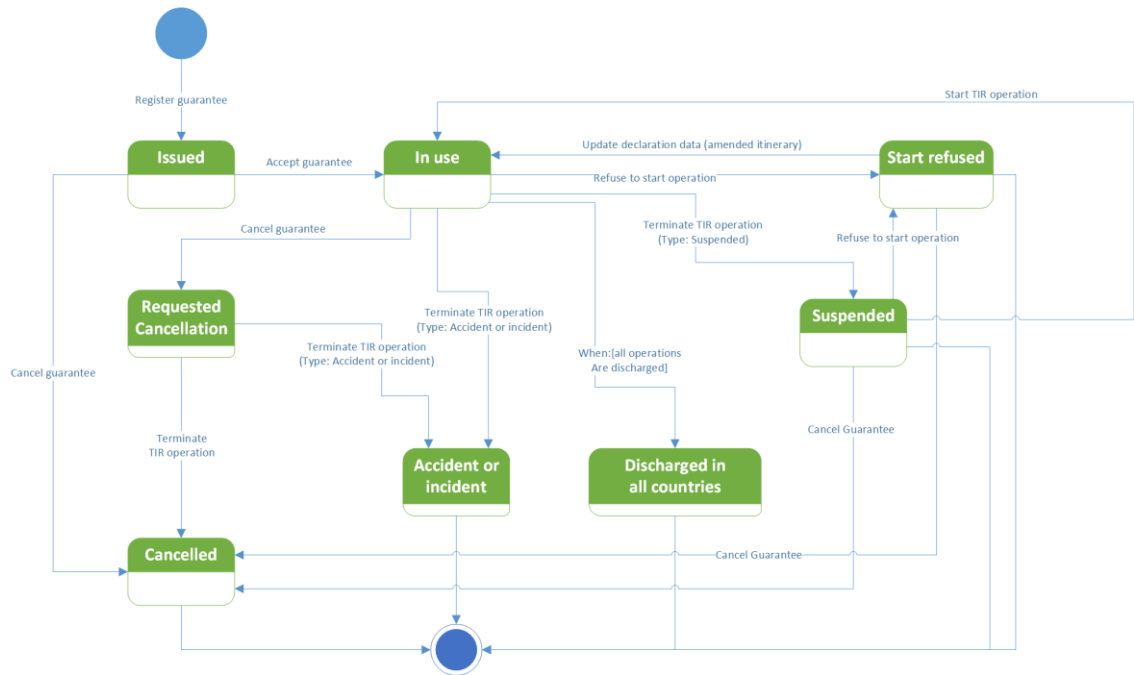 Register guarantee
Start TIR operation
Issued
Accept guarantee
In use
Update declaration data (amended itinerary)
Refuse to start operation
Start refused
Cancel guarantee
Terminate TIR operation
(Type: Suspended)
Refuse to start operation
Requested
Cancellation
Terminate TIR operation
(Type: Accident or incident)
Suspended
Terminate TIR operation
(Type: Accident or incident)
When:[all operations
Are discharged]
Cancel guarantee
Terminate
TIR operation
Cancel Guarantee
Accident or
incident
Discharged in
all countries
Cancelled
Cancel Guarantee